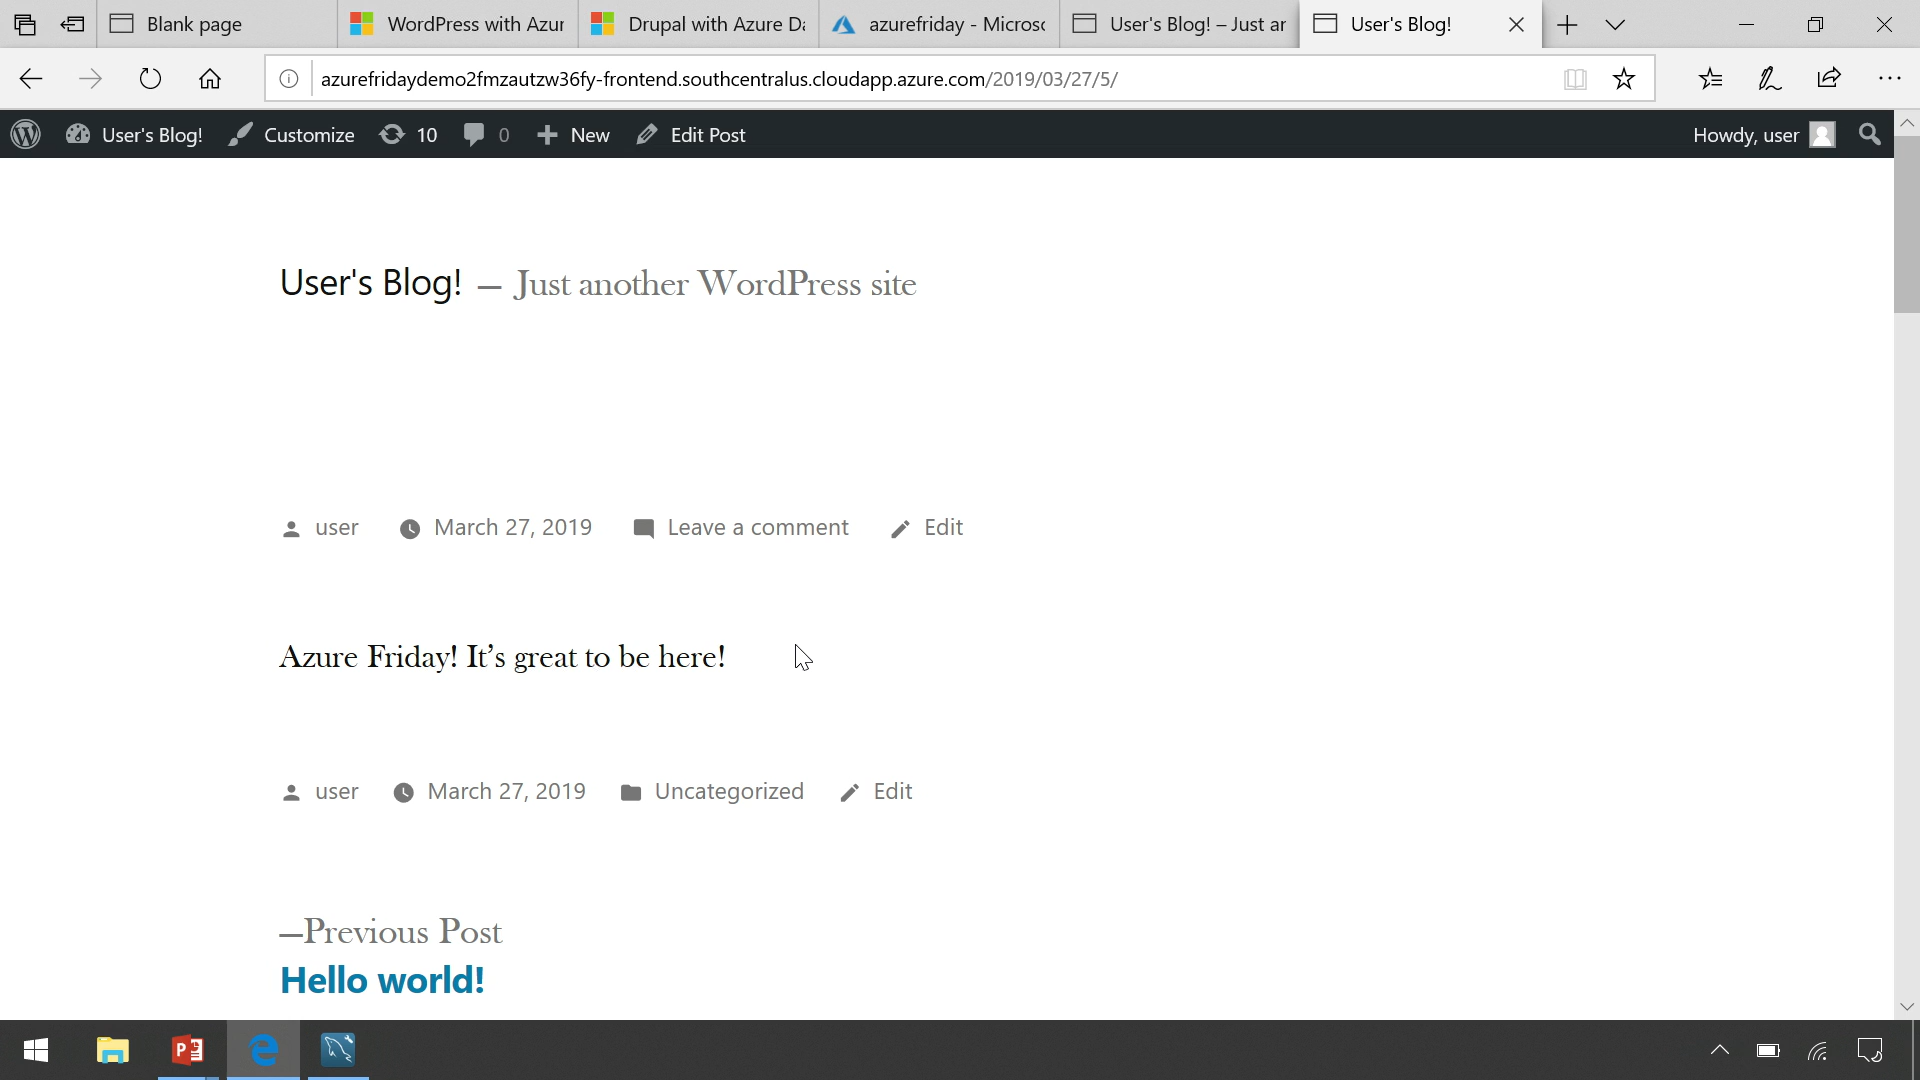 Blank page
WordPress with Azur
Drupal with Azure Da
azurefriday - Microso
User's Blog! – Just ar
User's Blog!
azurefridaydemo2fmzautzw36fy-frontend.southcentralus.cloudapp.azure.com/2019/03/27/5/
User's Blog! Customize 10 0 New Edit Post Howdy, user
User's Blog! — Just another WordPress site
user March 27, 2019 Leave a comment Edit
Azure Friday! It’s great to be here!
user March 27, 2019 Uncategorized Edit
—Previous Post
Hello world!